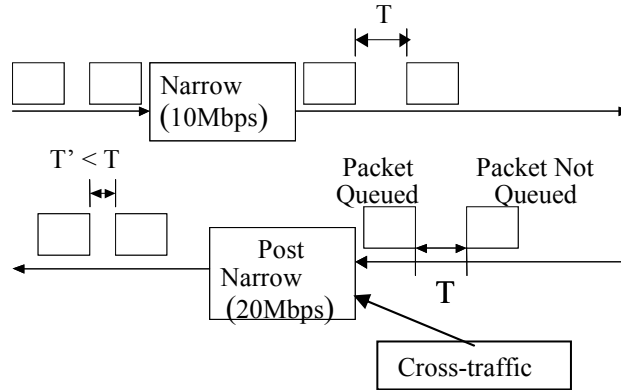 T
Narrow
(10Mbps)
T' < T
Packet
Queued
Packet Not
Queued
Post
Narrow
(20Mbps)
T
Cross-traffic